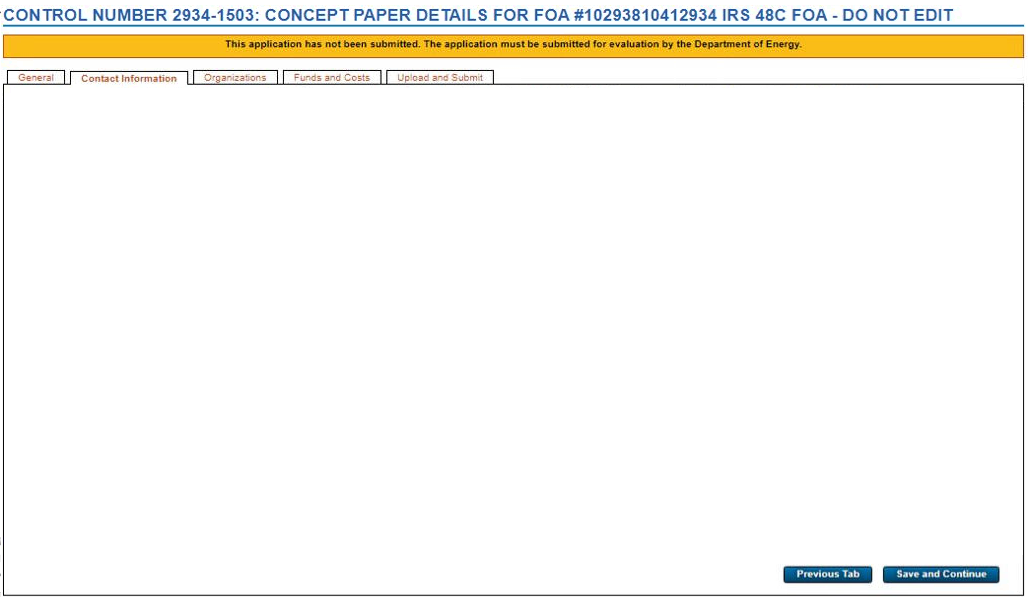 CONTROL NUMBER 2934-1503: CONCEPT PAPER DETAILS FOR FOA #10293810412934 IRS 48C FOA - DO NOT EDIT
This application has not been submitted. The application must be submitted for evaluation by the Department of Energy.
General Contact Information Organizations Funds and Costs Upload and Submit
Previous Tab Save and Continue